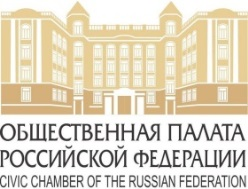 ОБЩЕСТВЕННАЯ ПАЛАТА
РОССИЙСКОЙ ФЕДЕРАЦИИ
CIVIC CHAMBER OF THE RUSSIAN FEDERATION